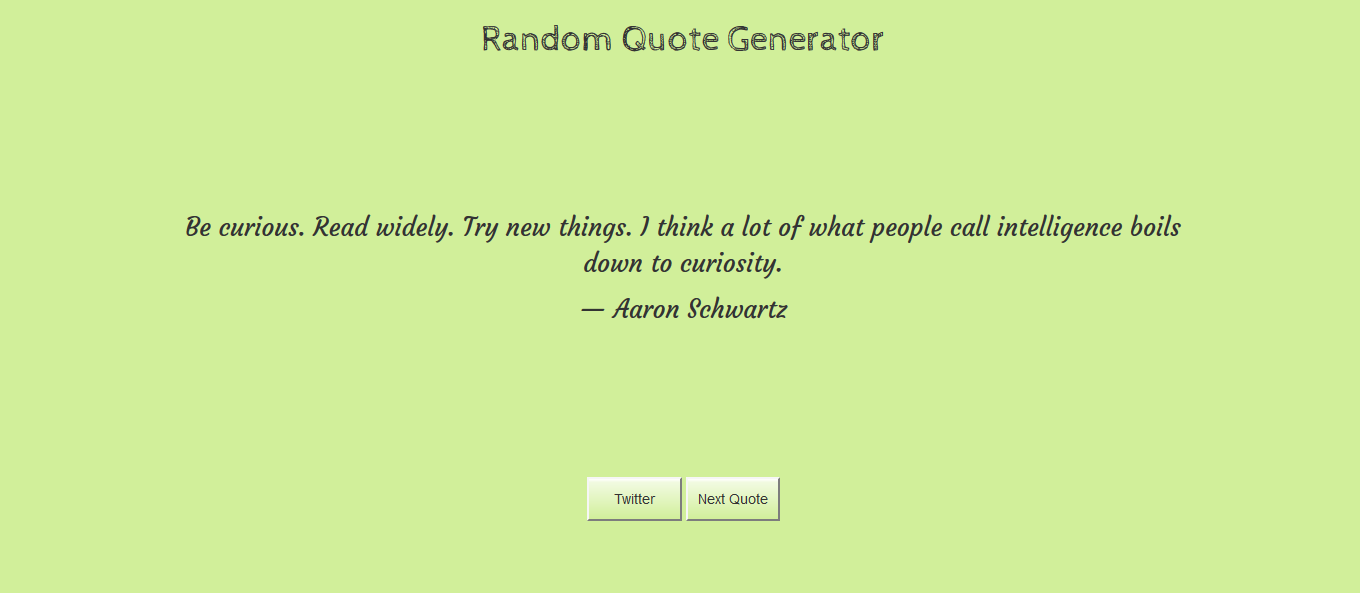 Random Quote Generator
Be curious. Read widely. Try new things. I think a lot of what people call intelligence boils
down to curiosity.
— Aaron Schwartz
Twitter
Next Quote